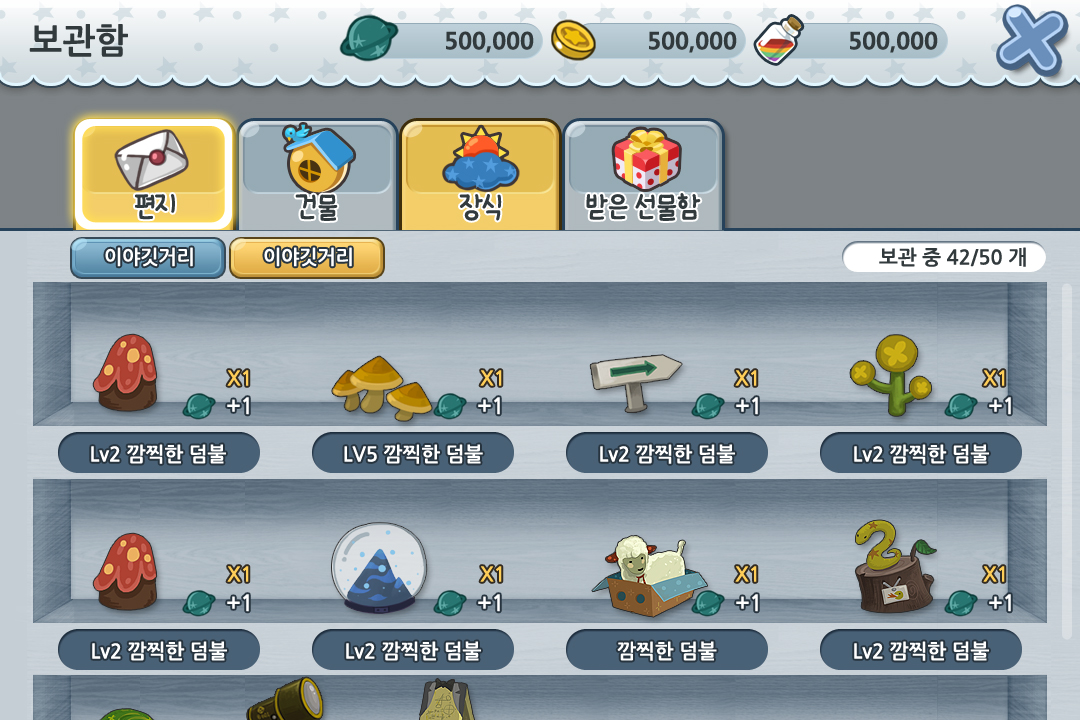 보관함
500,000
500,000
500,000
편지
건물
장식
받은 선물함
이야깃거리
이야깃거리
보관 중 42/50 개
X1
+1
X1
+1
X1
+1
X1
+1
Lv2 깜찍한 덤불
LV5 깜찍한 덤불
Lv2 깜찍한 덤불
Lv2 깜찍한 덤불
X1
+1
X1
+1
X1
+1
X1
+1
Lv2 깜찍한 덤불
Lv2 깜찍한 덤불
깜찍한 덤불
Lv2 깜찍한 덤불